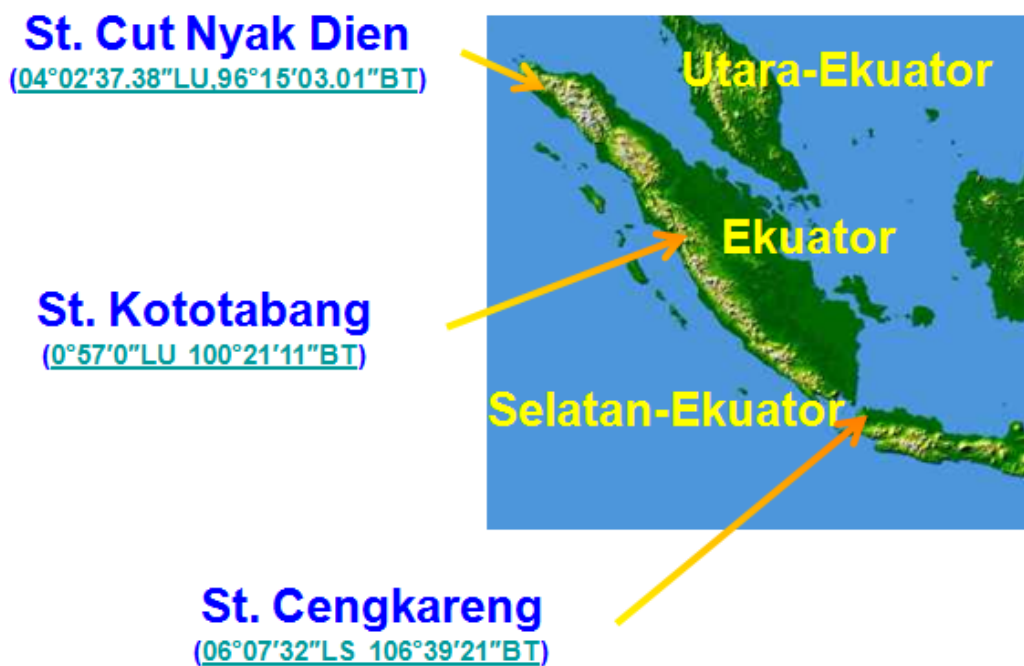 St. Cut Nyak Dien
(04°02'37.38"LU,96°15'03.01"BT)
Utara-Ekuator
Ekuator
St. Kototabang
(0°57'0"LU 100°21'11"BT)
Selatan-Ekuator
St. Cengkareng
(06°07'32"LS 106°39'21"BT)